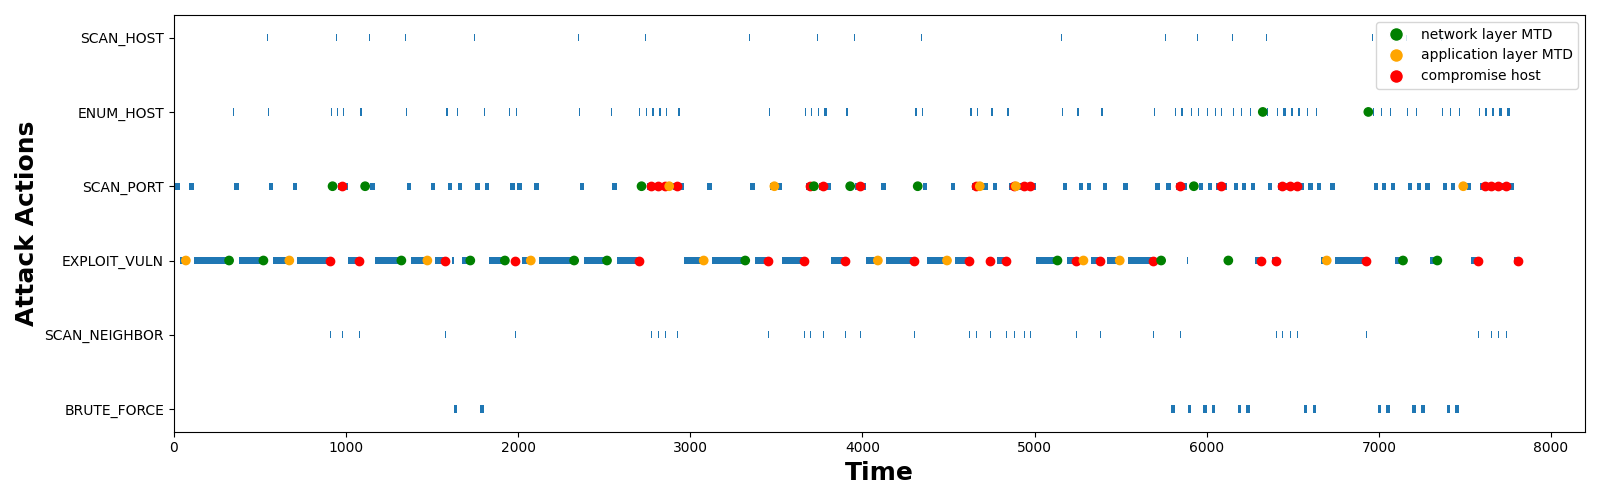 SCAN_HOST
ENUM_HOST
SCAN_PORT
EXPLOIT_VULN
SCAN_NEIGHBOR
BRUTE_FORCE
Attack Actions
network layer MTD
application layer MTD
compromise host
0 1000 2000 3000 4000 5000 6000 7000 8000
Time